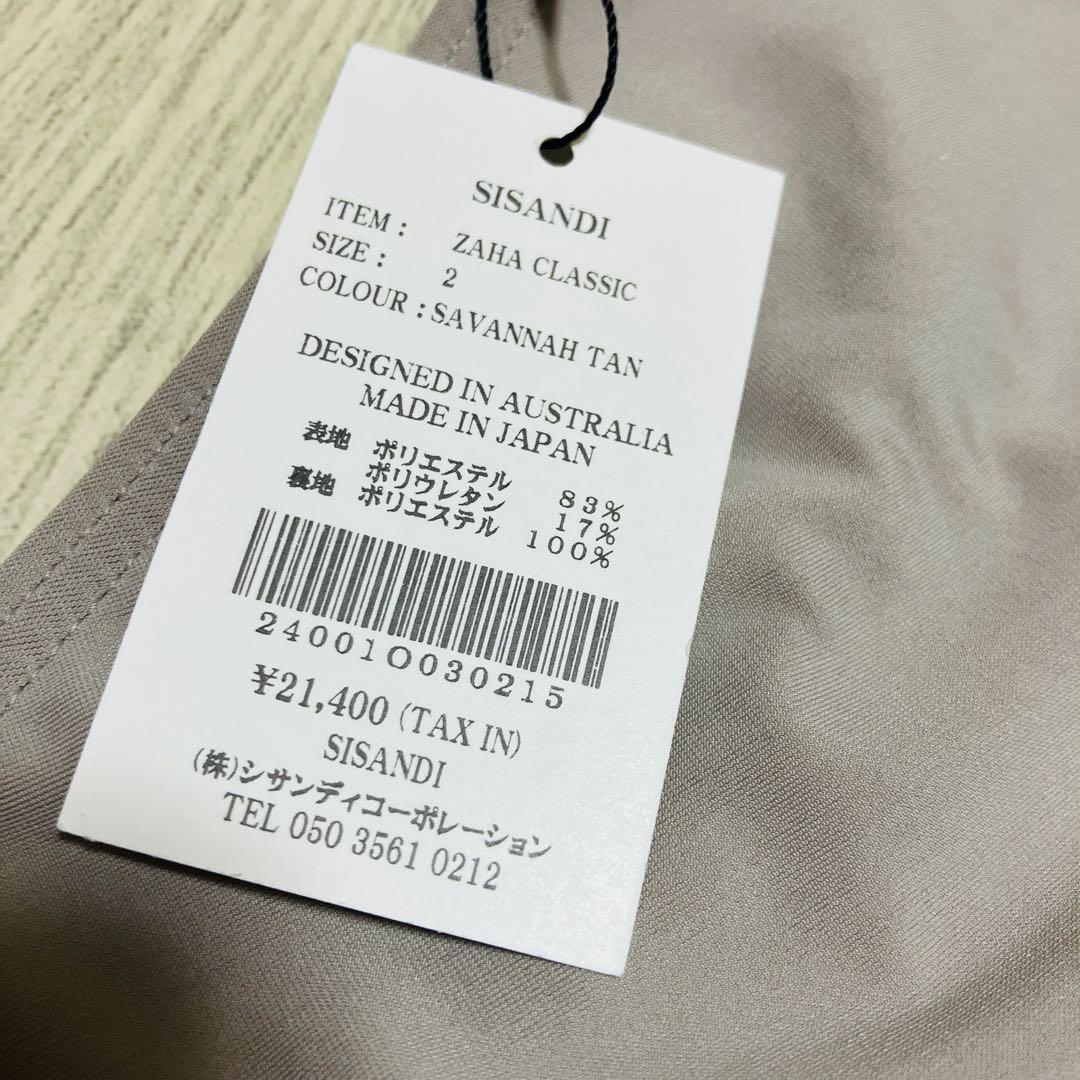 SISANDI
ITEM : ZAHA CLASSIC
SIZE : 2
COLOUR : SAVANNAH TAN
DESIGNED IN AUSTRALIA
MADE IN JAPAN
表地 ポリエステル 83%
ポリウレタン 17%
裏地 ポリエステル 100%
24001O030215
¥21,400 (TAX IN)
SISANDI
(株)シサンディコーポレーション
TEL 050 3561 0212